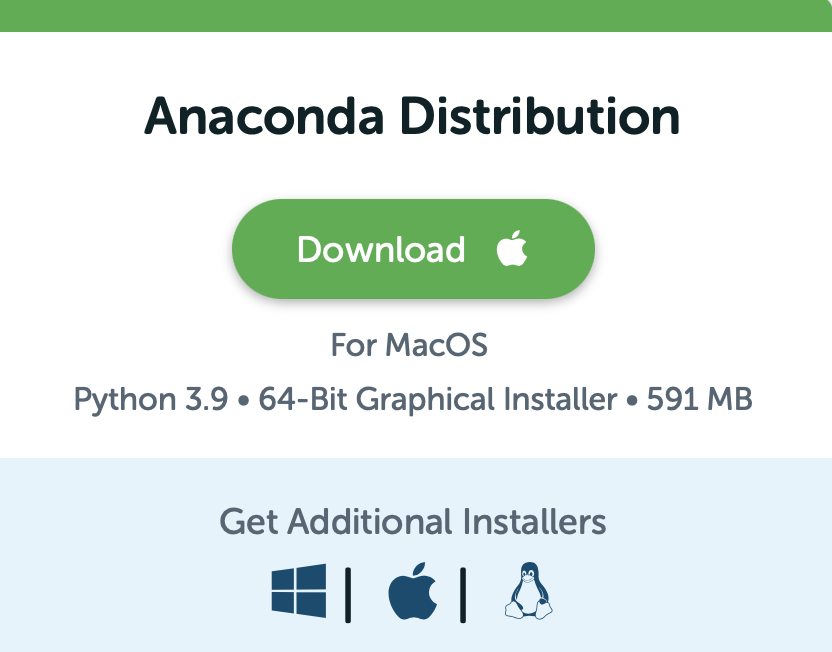 Anaconda Distribution
Download
For MacOS
Python 3.9 • 64-Bit Graphical Installer • 591 MB
Get Additional Installers